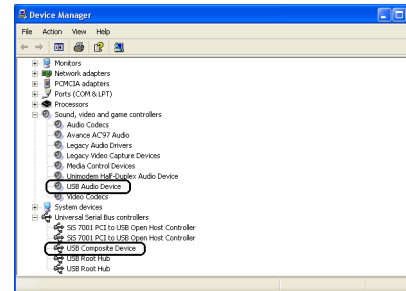 Device Manager
File Action View Help
Monitors
Network adapters
PCMCIA adapters
Ports (COM & LPT)
Processors
Sound, video and game controllers
Audio Codecs
Avance AC'97 Audio
Legacy Audio Drivers
Legacy Video Capture Devices
Media Control Devices
Unimodem Half-Duplex Audio Device
USB Audio Device
Video Codecs
System devices
Universal Serial Bus controllers
SiS 7001 PCI to USB Open Host Controller
SiS 7001 PCI to USB Open Host Controller
USB Composite Device
USB Root Hub
USB Root Hub